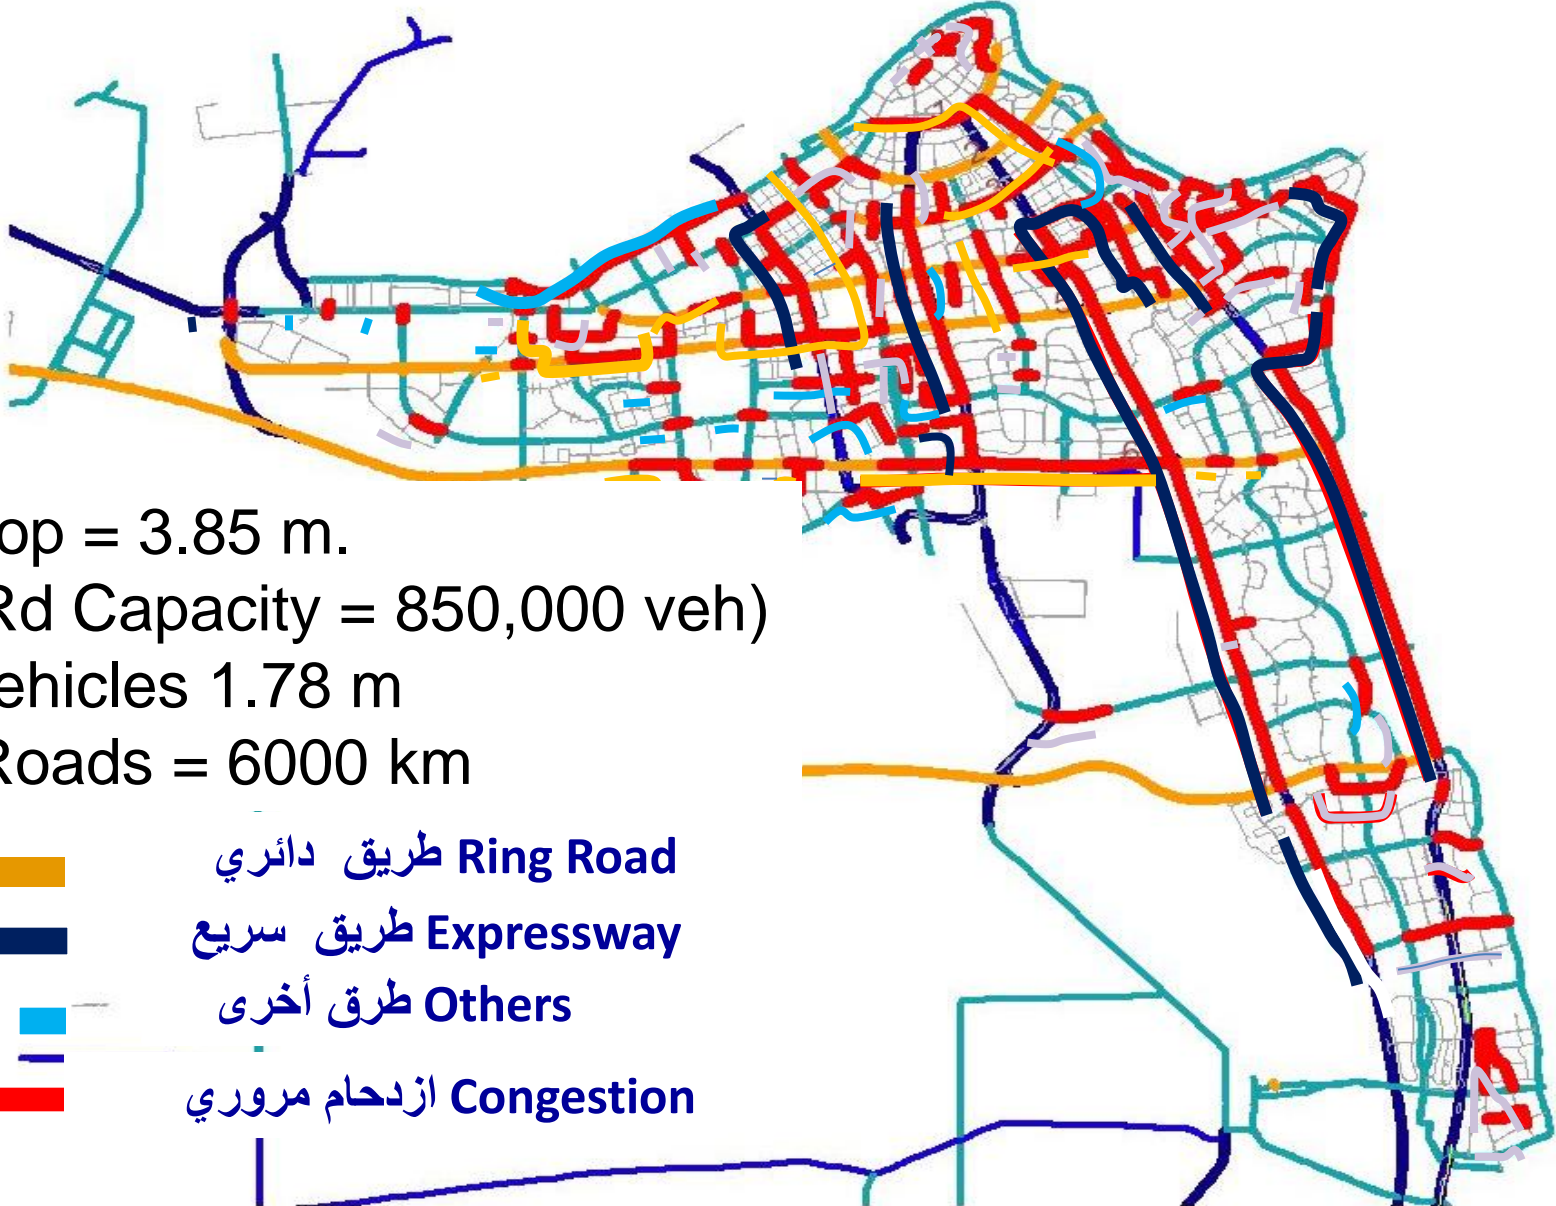 op = 3.85 m.
Rd Capacity = 850,000 veh)
ehicles 1.78 m
Roads = 6000 km
طريق دائري Ring Road
طريق سريع Expressway
طرق أخرى Others
ازدحام مروري Congestion